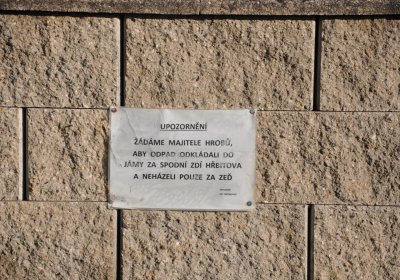 UPOZORNĚNÍ
ŽÁDÁME MAJITELE HROBŮ,
ABY ODPAD ODKLÁDALI DO
JÁMY ZA SPODNÍ ZDÍ HŘBITOVA
A NEHÁZELI POUZE ZA ZEĎ